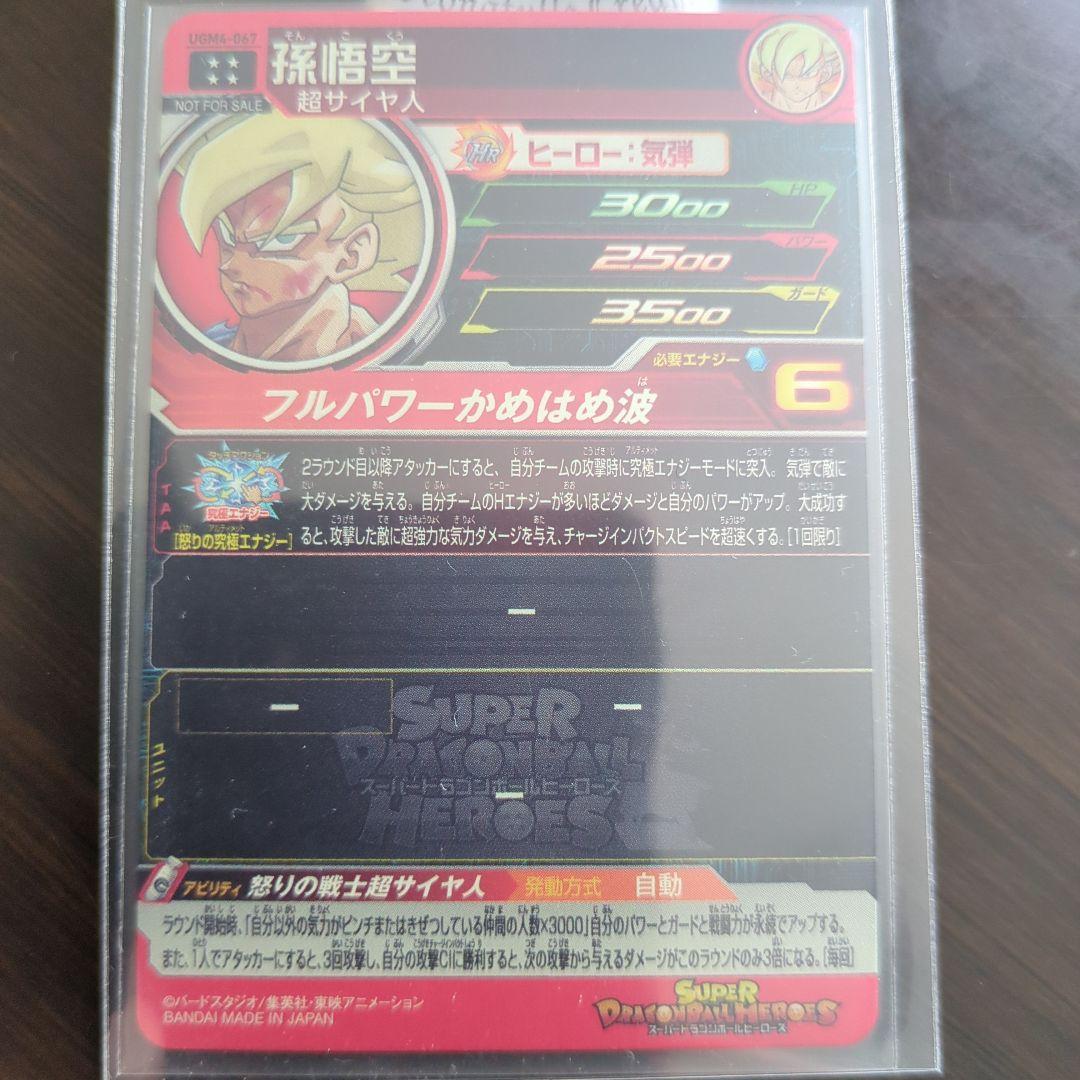 UGM4-067
孫悟空
超サイヤ人
NOT FOR SALE
HR ヒーロー:気弾
HP
3000
パワー
2500
ガード
3500
必要エナジー 6
フルパワーかめはめ波
TAA
タッチアクション
究極エナジー
[怒りの究極エナジー]
2ラウンド目以降アタッカーにすると、自分チームの攻撃時に究極エナジーモードに突入。気弾で敵に
大ダメージを与える。自分チームのHエナジーが多いほどダメージと自分のパワーがアップ。大成功す
ると、攻撃した敵に超強力な気力ダメージを与え、チャージインパクトスピードを超速くする。[1回限り]
ー
ユニット
ー ー
ー
SUPER
DRAGONBALL
スーパードラゴンボールヒーローズ
HEROES
アビリティ 怒りの戦士超サイヤ人 発動方式 自動
ラウンド開始時、「自分以外の気力がピンチまたはきぜつしている仲間の人数×3000」自分のパワーとガードと戦闘力が永続でアップする。
また、1人でアタッカーにすると、3回攻撃し、自分の攻撃CIに勝利すると、次の攻撃から与えるダメージがこのラウンドのみ3倍になる。[毎回]
©バードスタジオ/集英社・東映アニメーション
BANDAI MADE IN JAPAN
SUPER
DRAGONBALL HEROES
スーパードラゴンボールヒーローズ